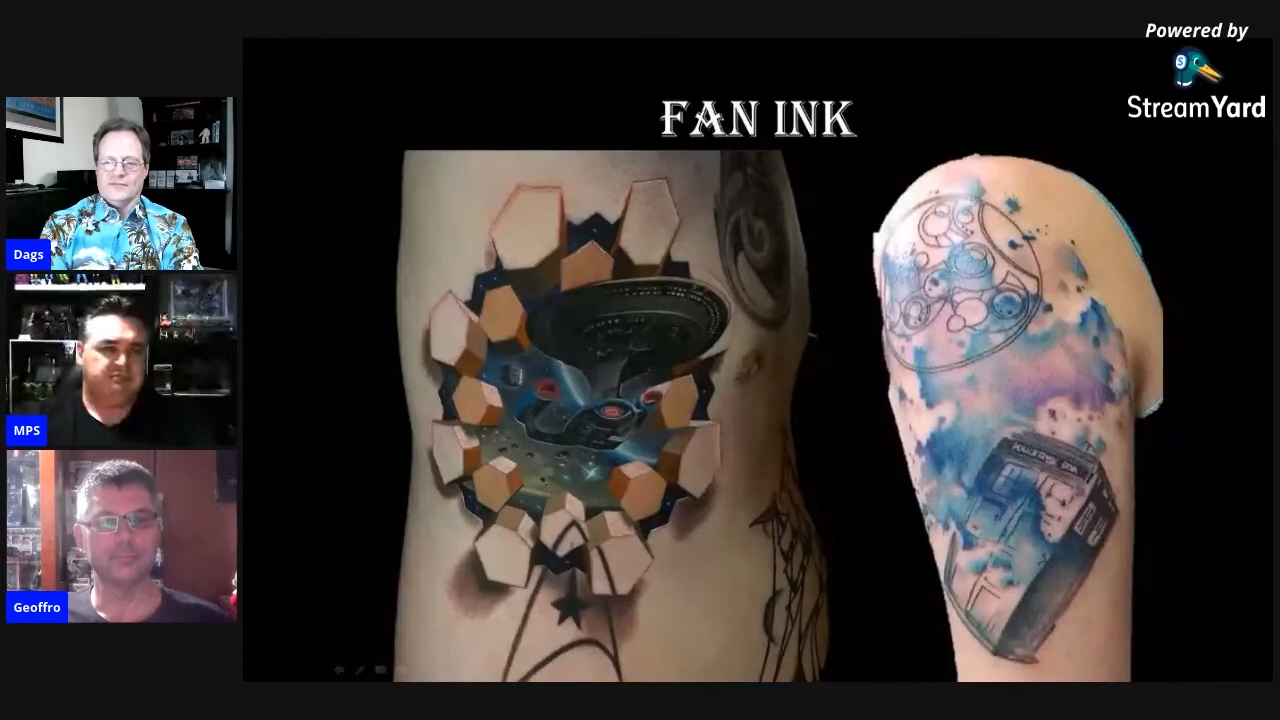 Powered by
StreamYard
FAN INK
Dags
MPS
Geoffro